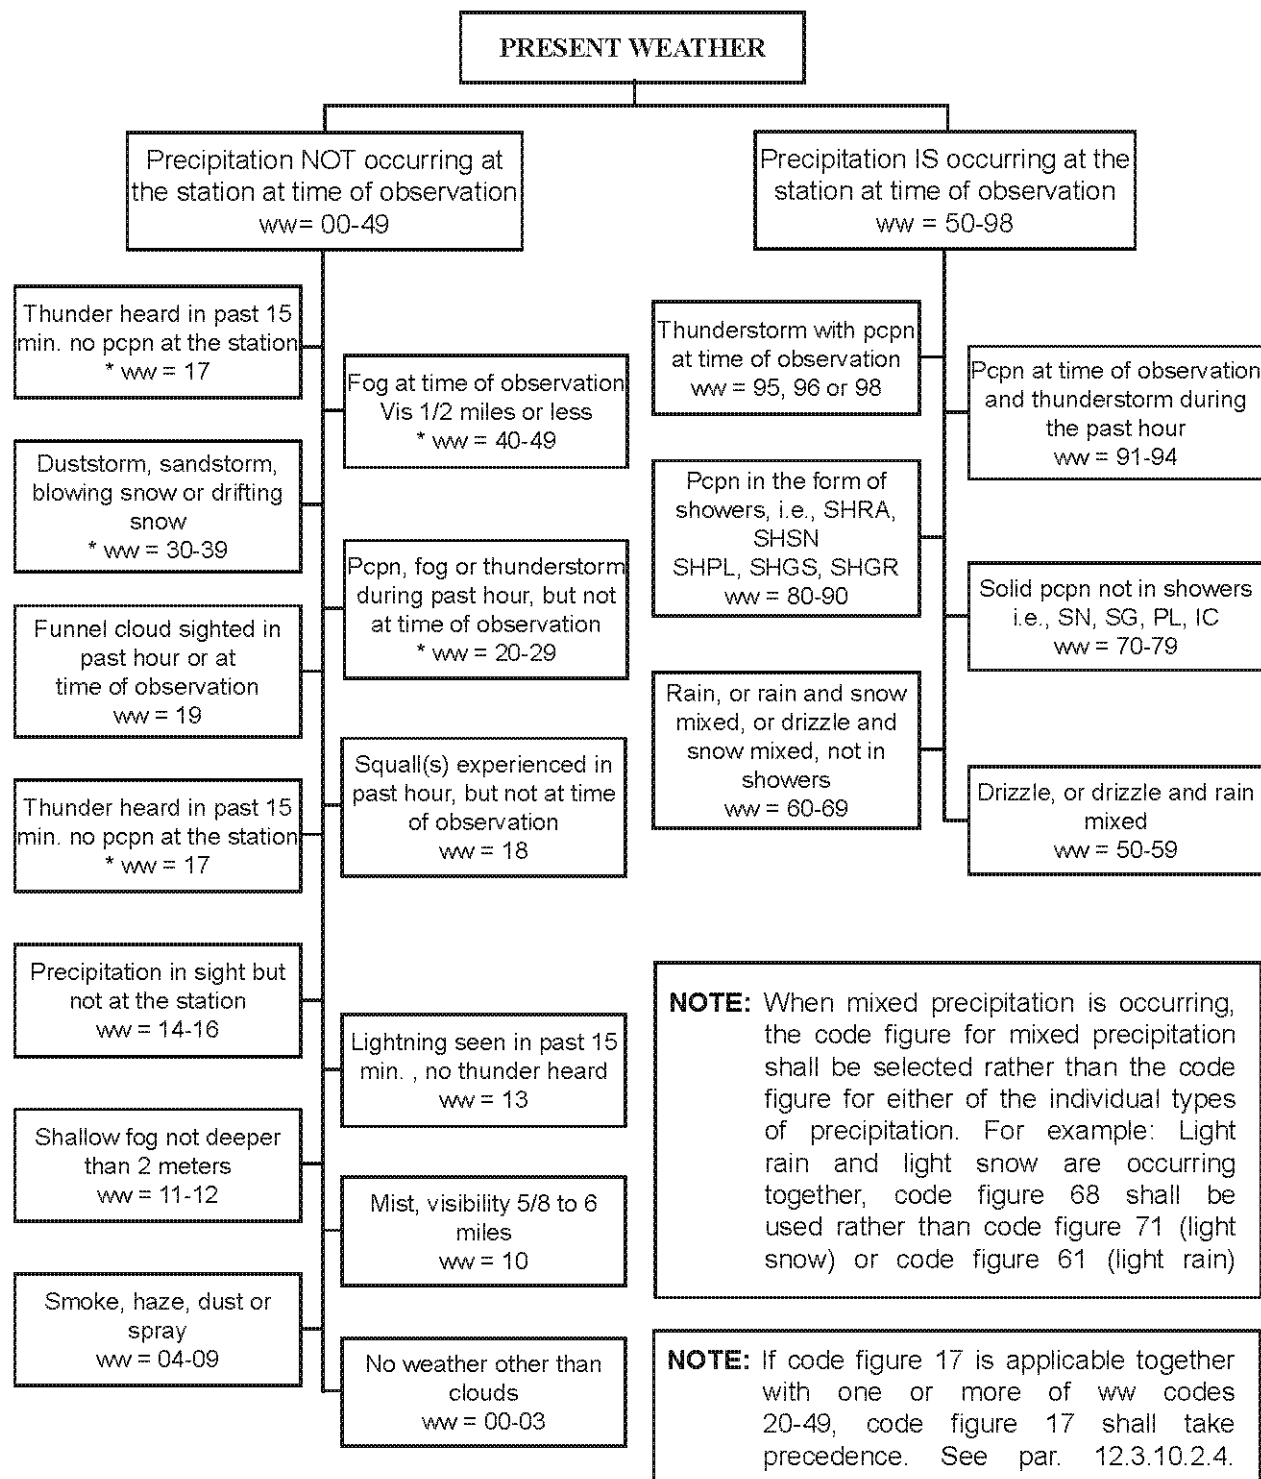 PRESENT WEATHER
Precipitation NOT occurring at
the station at time of observation
ww= 00-49
Precipitation IS occurring at the
station at time of observation
ww = 50-98
Thunder heard in past 15
min. no pcpn at the station
* ww = 17
Fog at time of observation
Vis 1/2 miles or less
* ww = 40-49
Duststorm, sandstorm,
blowing snow or drifting
snow
* ww = 30-39
Pcpn, fog or thunderstorm
during past hour, but not
at time of observation
* ww = 20-29
Funnel cloud sighted in
past hour or at
time of observation
ww = 19
Squall(s) experienced in
past hour, but not at time
of observation
ww = 18
Thunder heard in past 15
min. no pcpn at the station
* ww = 17
Precipitation in sight but
not at the station
ww = 14-16
Lightning seen in past 15
min. , no thunder heard
ww = 13
Shallow fog not deeper
than 2 meters
ww = 11-12
Mist, visibility 5/8 to 6
miles
ww = 10
Smoke, haze, dust or
spray
ww = 04-09
No weather other than
clouds
ww = 00-03
Thunderstorm with pcpn
at time of observation
ww = 95, 96 or 98
Pcpn at time of observation
and thunderstorm during
the past hour
ww = 91-94
Pcpn in the form of
showers, i.e., SHRA,
SHSN
SHPL, SHGS, SHGR
ww = 80-90
Solid pcpn not in showers
i.e., SN, SG, PL, IC
ww = 70-79
Rain, or rain and snow
mixed, or drizzle and
snow mixed, not in
showers
ww = 60-69
Drizzle, or drizzle and rain
mixed
ww = 50-59
NOTE: When mixed precipitation is occurring,
the code figure for mixed precipitation
shall be selected rather than the code
figure for either of the individual types
of precipitation. For example: Light
rain and light snow are occurring
together, code figure 68 shall be
used rather than code figure 71 (light
snow) or code figure 61 (light rain)
NOTE: If code figure 17 is applicable together
with one or more of ww codes
20-49, code figure 17 shall take
precedence. See par. 12.3.10.2.4.